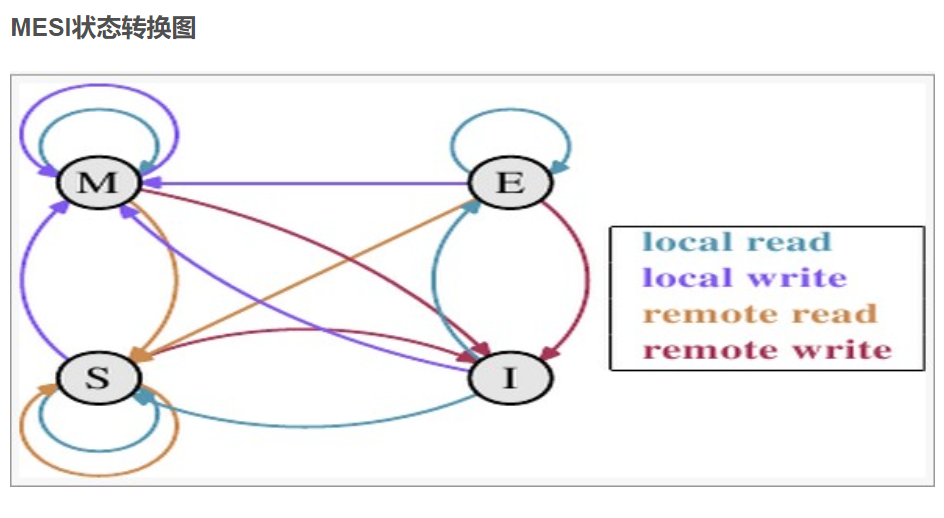 MESI状态转换图
M
E
local read
local write
remote read
remote write
S
I